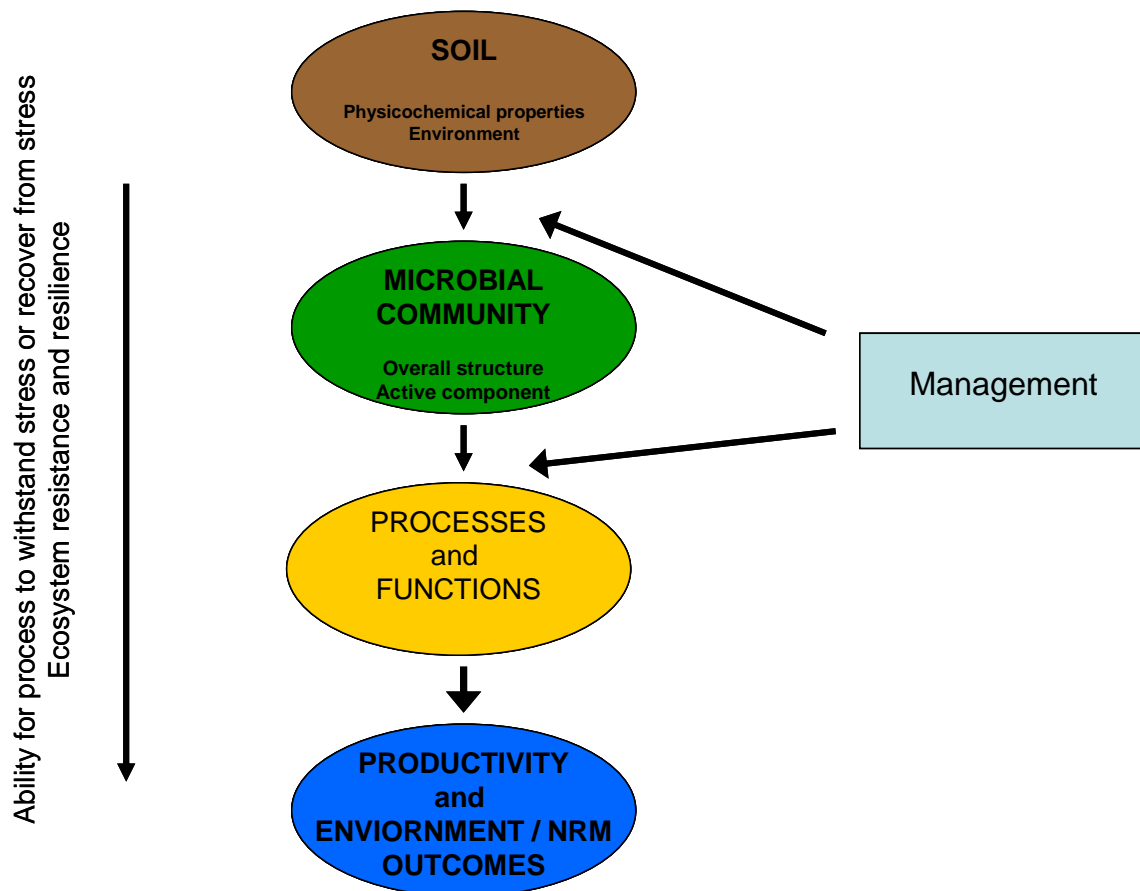 Ability for process to withstand stress or recover from stress
Ecosystem resistance and resilience
SOIL
Physicochemical properties
Environment
MICROBIAL
COMMUNITY
Overall structure
Active component
Management
PROCESSES
and
FUNCTIONS
PRODUCTIVITY
and
ENVIORNMENT / NRM
OUTCOMES